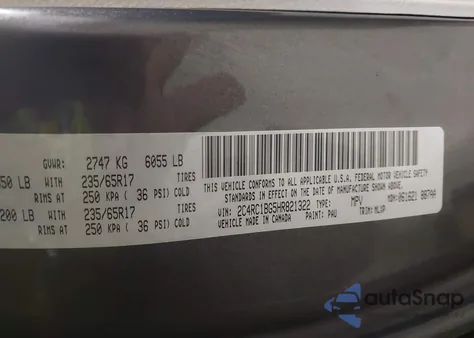 GVWR: 2747 KG 6055 LB
50 LB WITH 235/65R17 TIRES
RIMS AT 250 KPA ( 36 PSI) COLD
200 LB WITH 235/65R17 TIRES
RIMS AT 250 KPA ( 36 PSI) COLD
THIS VEHICLE CONFORMS TO ALL APPLICABLE U.S.A. FEDERAL MOTOR VEHICLE SAFETY
STANDARDS IN EFFECT ON THE DATE OF MANUFACTURE SHOWN ABOVE.
VIN: 2C4RC1BG5HR821322 TYPE: MPV
VEHICLE MADE IN CANADA PAINT: PAU TRIM: MLXP
autoSnap